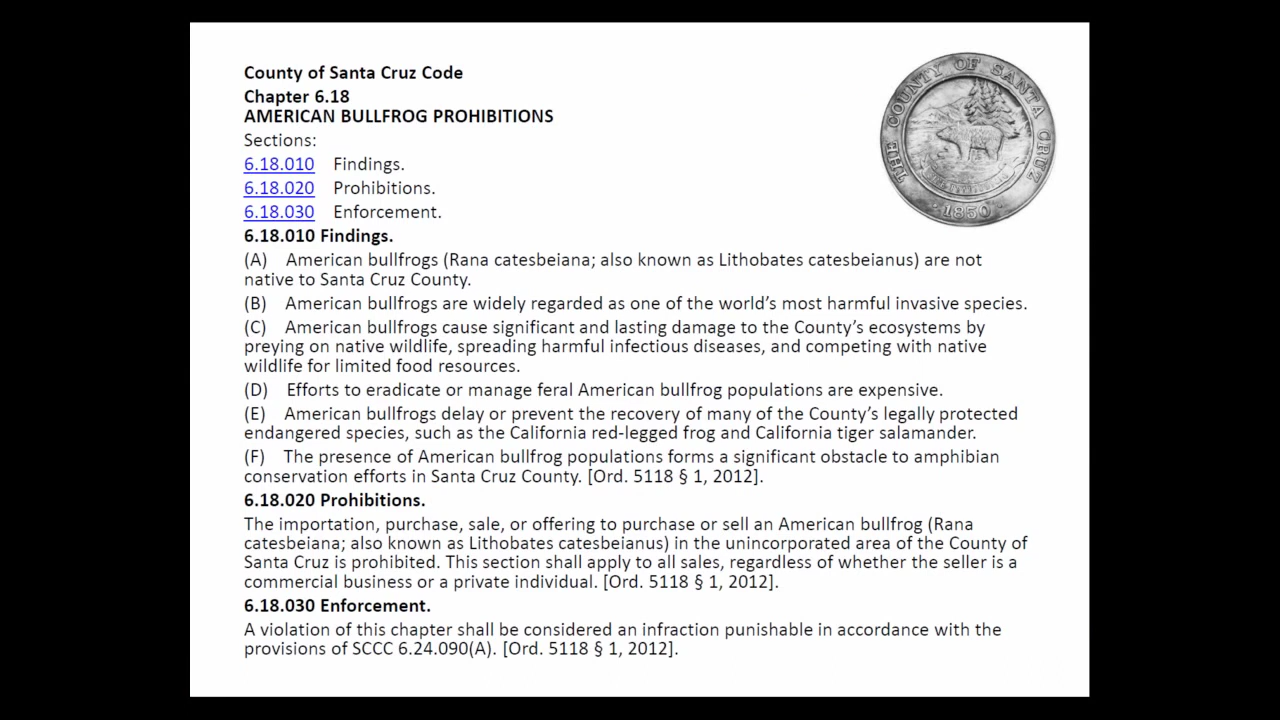 County of Santa Cruz Code
Chapter 6.18
AMERICAN BULLFROG PROHIBITIONS
Sections:
6.18.010 Findings.
6.18.020 Prohibitions.
6.18.030 Enforcement.
THE COUNTY OF SANTA CRUZ
1850
6.18.010 Findings.
(A) American bullfrogs (Rana catesbeiana; also known as Lithobates catesbeianus) are not
native to Santa Cruz County.
(B) American bullfrogs are widely regarded as one of the world’s most harmful invasive species.
(C) American bullfrogs cause significant and lasting damage to the County’s ecosystems by
preying on native wildlife, spreading harmful infectious diseases, and competing with native
wildlife for limited food resources.
(D) Efforts to eradicate or manage feral American bullfrog populations are expensive.
(E) American bullfrogs delay or prevent the recovery of many of the County’s legally protected
endangered species, such as the California red-legged frog and California tiger salamander.
(F) The presence of American bullfrog populations forms a significant obstacle to amphibian
conservation efforts in Santa Cruz County. [Ord. 5118 § 1, 2012].
6.18.020 Prohibitions.
The importation, purchase, sale, or offering to purchase or sell an American bullfrog (Rana
catesbeiana; also known as Lithobates catesbeianus) in the unincorporated area of the County of
Santa Cruz is prohibited. This section shall apply to all sales, regardless of whether the seller is a
commercial business or a private individual. [Ord. 5118 § 1, 2012].
6.18.030 Enforcement.
A violation of this chapter shall be considered an infraction punishable in accordance with the
provisions of SCCC 6.24.090(A). [Ord. 5118 § 1, 2012].